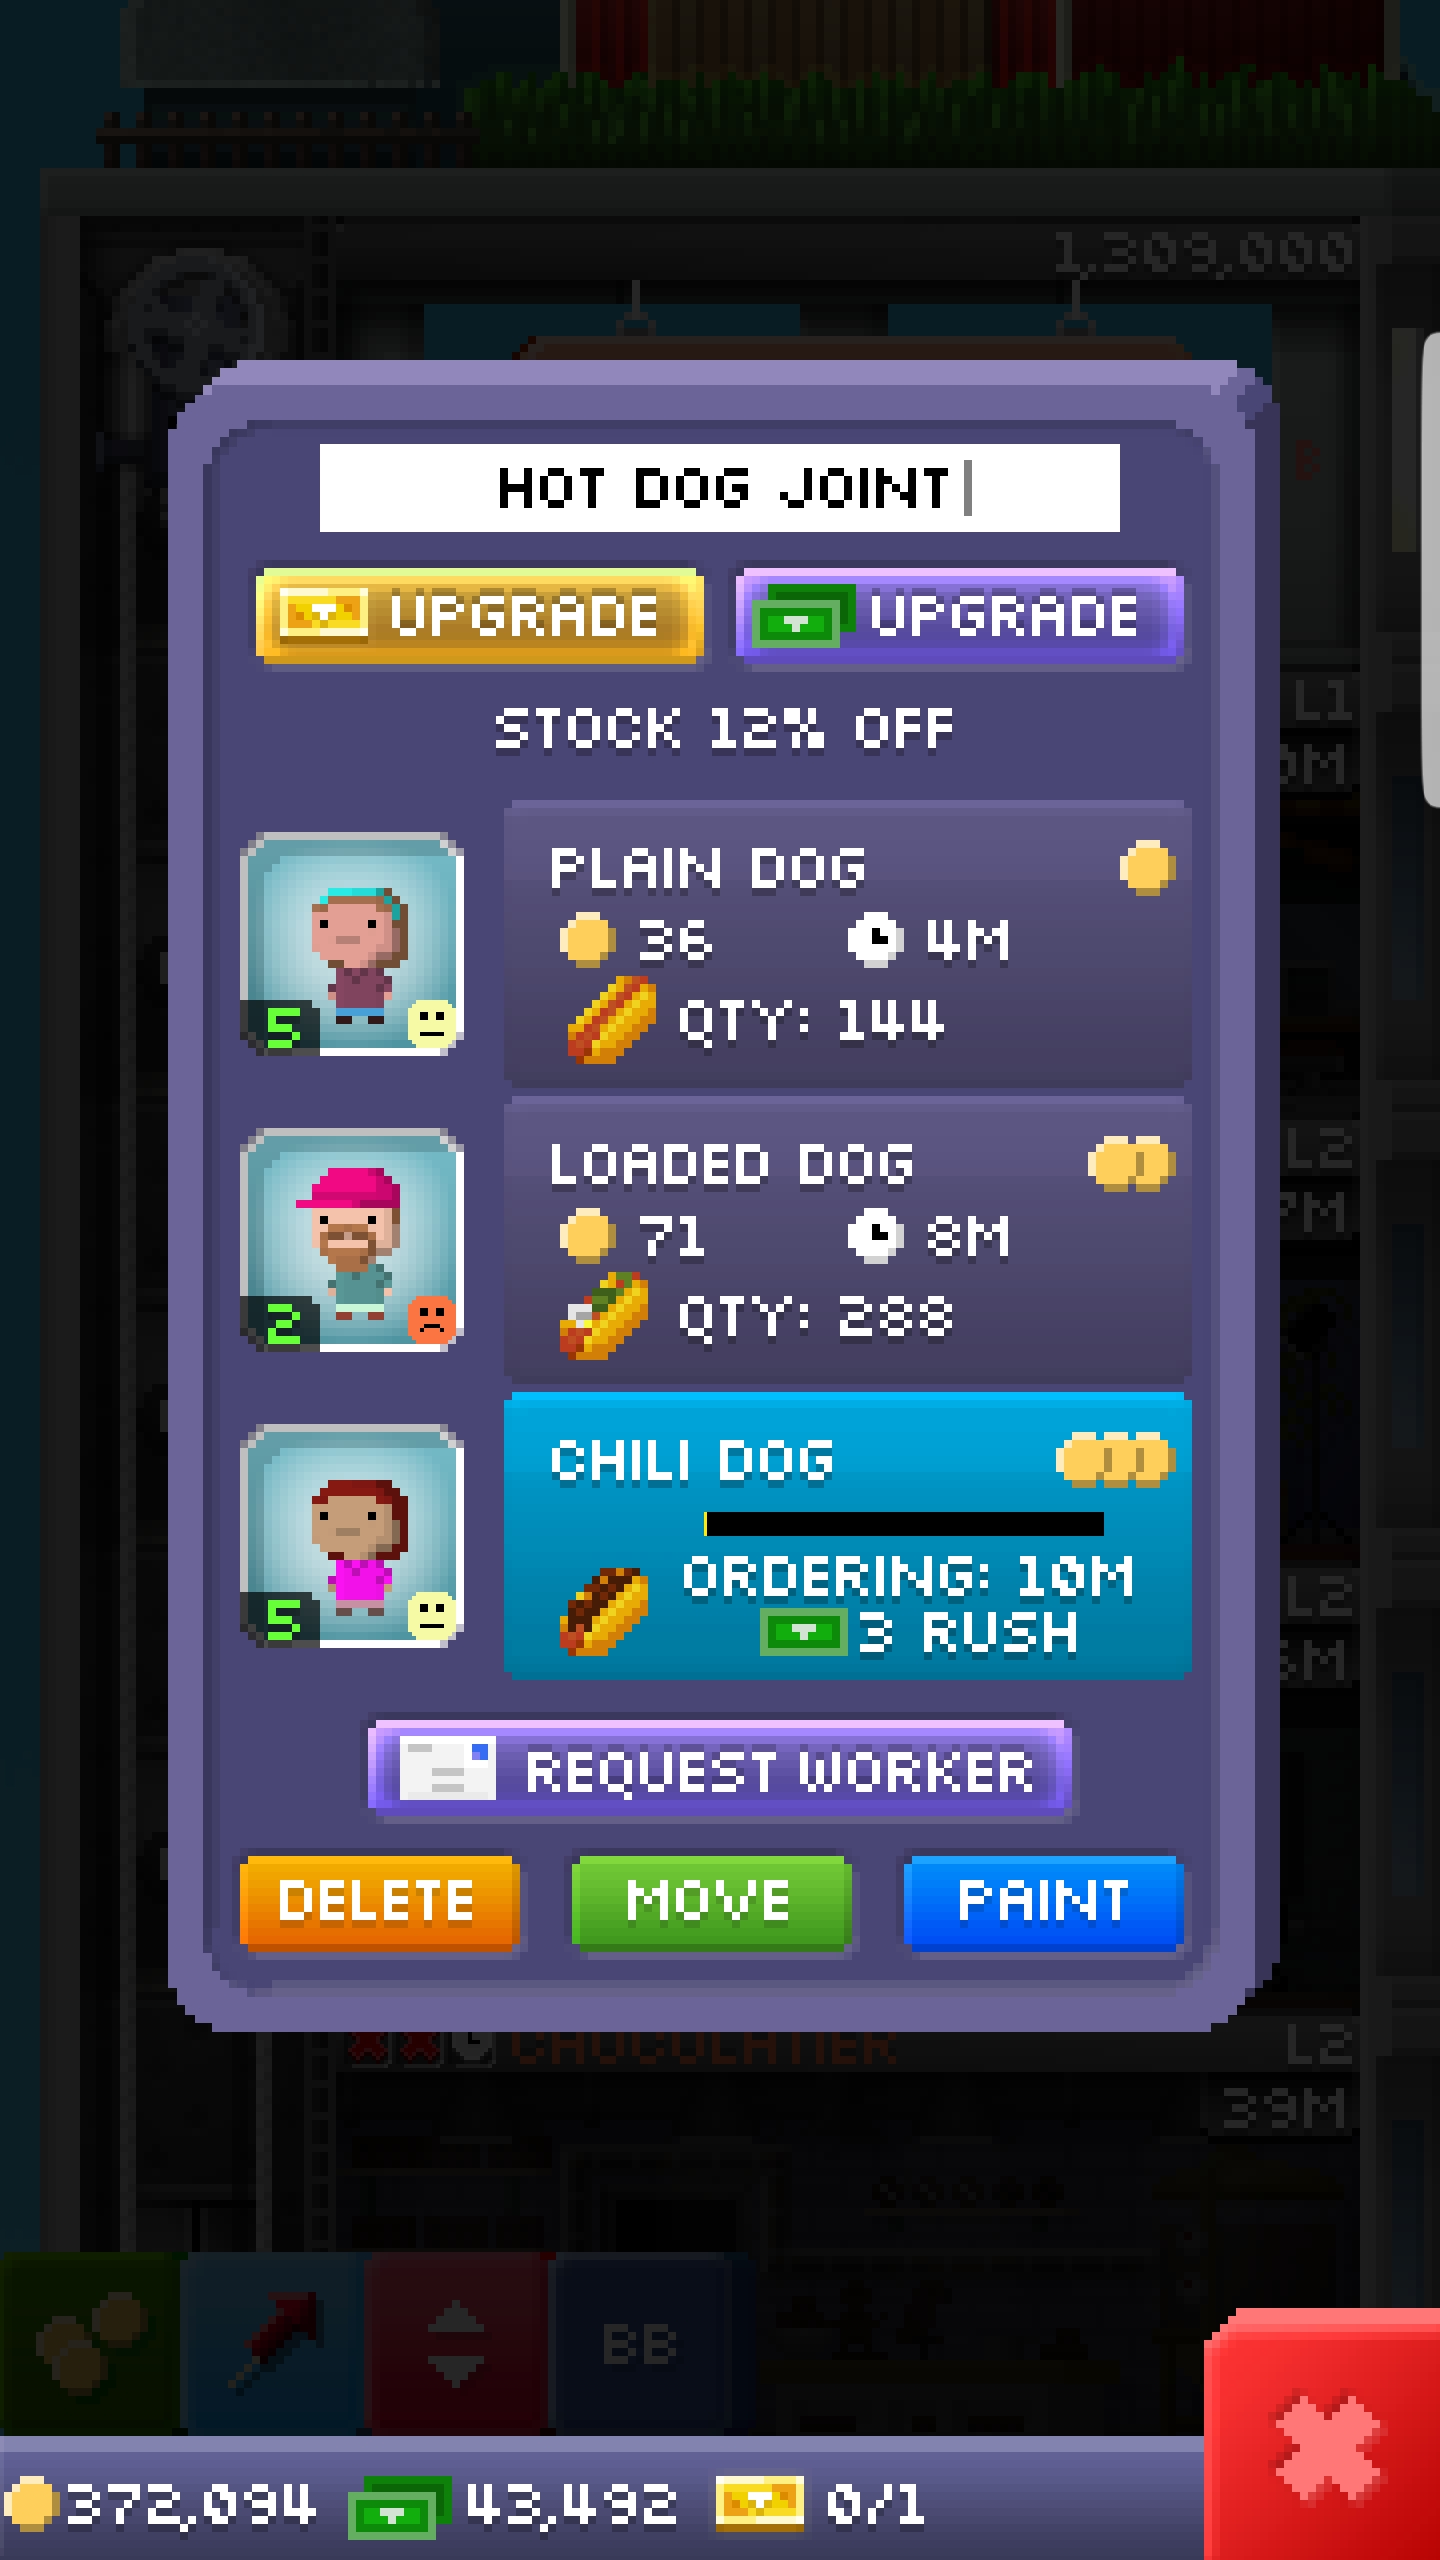 1,309,000
HOT DOG JOINT
UPGRADE UPGRADE
STOCK 12% OFF
L1
PLAIN DOG
36 4M
QTY: 144
5
LOADED DOG
L2
71 8M
QTY: 288
2
CHILI DOG
ORDERING: 10M
3 RUSH
5
L2
REQUEST WORKER
DELETE MOVE PAINT
CHOCOLATIER L2
39M
BB
372,094 43,492 0/1